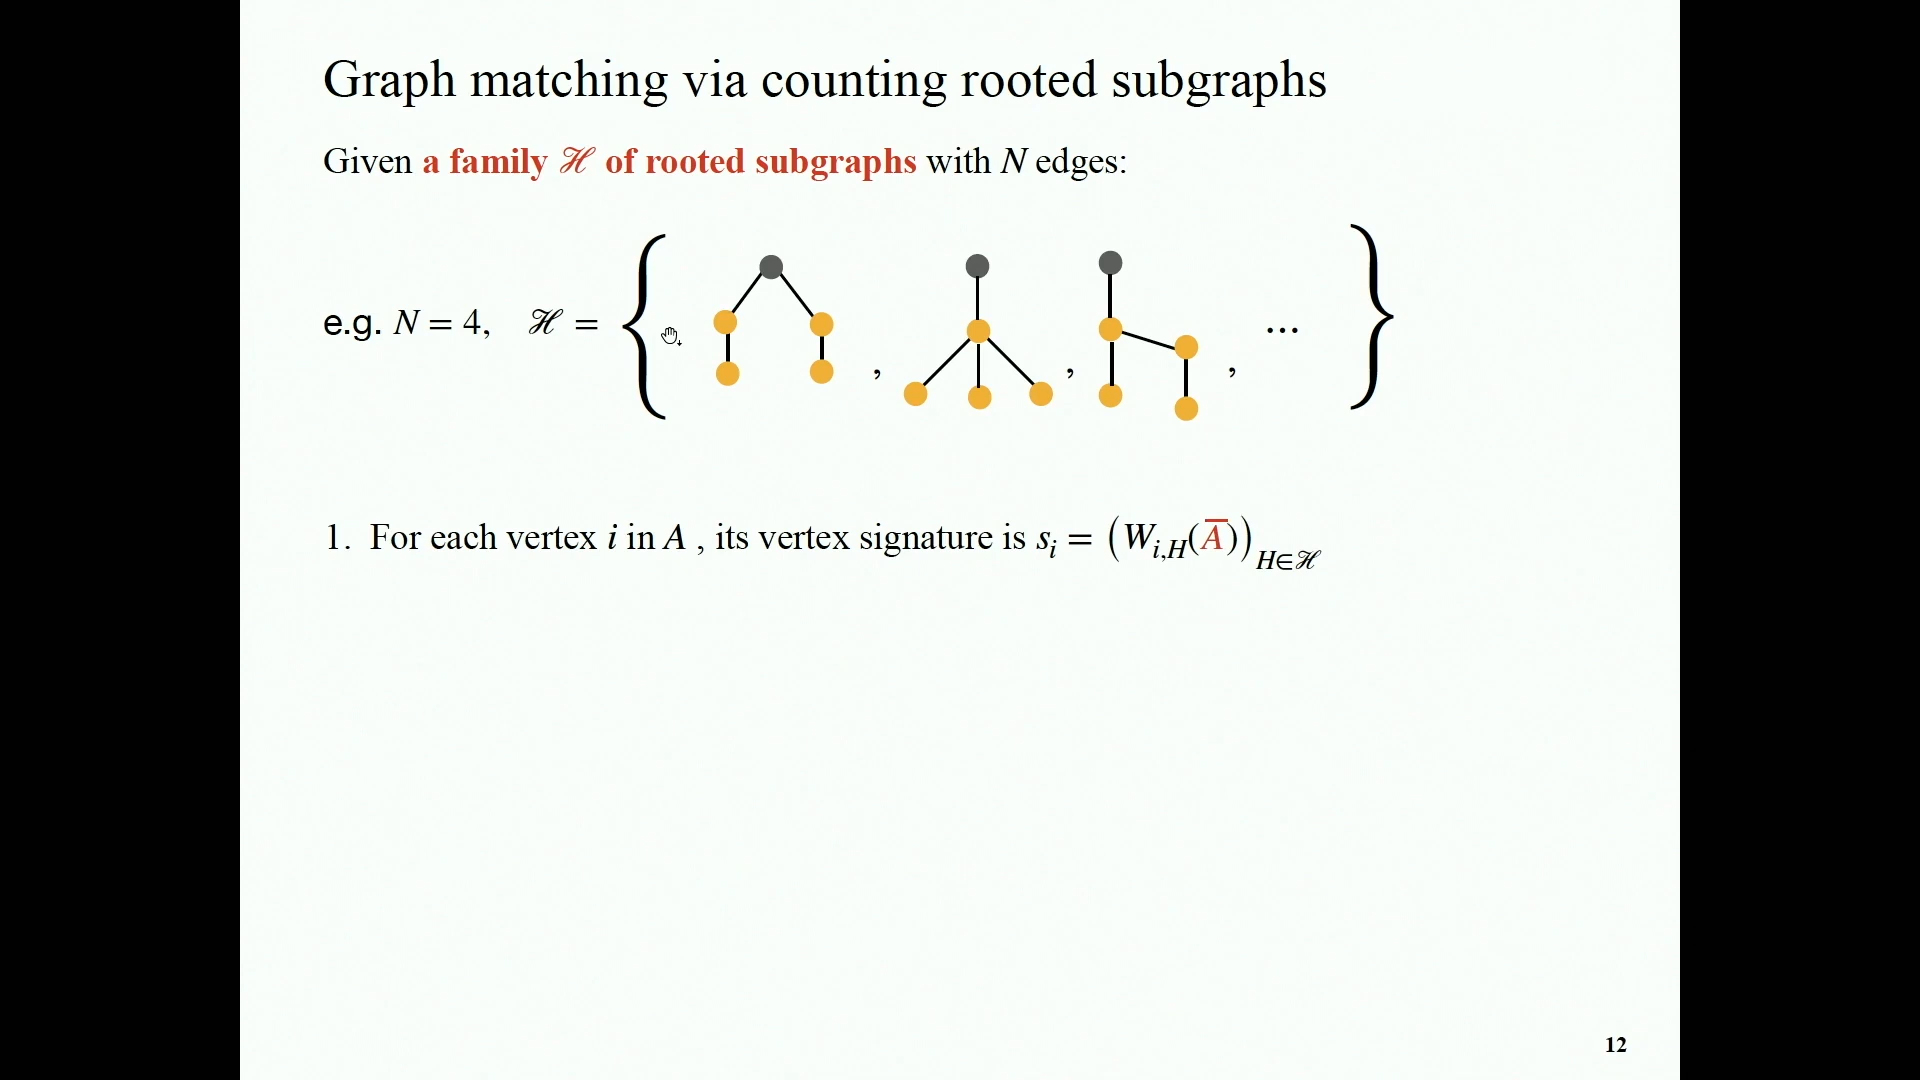 Graph matching via counting rooted subgraphs
Given a family ℋ of rooted subgraphs with N edges:
e.g. N = 4, ℋ = { , , , ... }
1. For each vertex i in A , its vertex signature is s_i = (W_{i,H}(A̅))_{H∈ℋ}
12